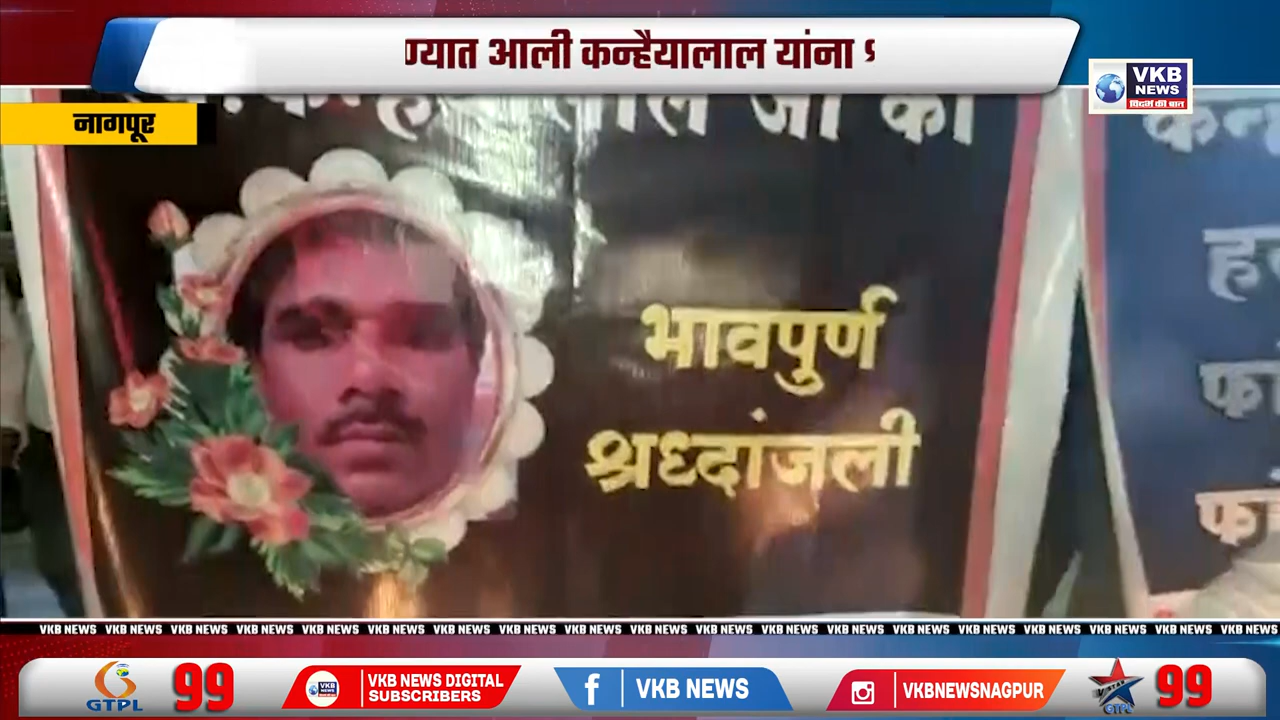 ण्यात आली कन्हैयालाल यांना
VKB
NEWS
विदर्भ की बात
नागपूर
लाल जी को
भावपुर्ण
श्रध्दांजली
VKB NEWS VKB NEWS VKB NEWS VKB NEWS VKB NEWS VKB NEWS VKB NEWS VKB NEWS VKB NEWS VKB NEWS VKB NEWS VKB NEWS VKB NEWS VKB NEWS VKB NEWS VKB NEWS VKB NEWS VKB NEWS VKB NEWS
GTPL
99
VKB NEWS DIGITAL
SUBSCRIBERS
VKB NEWS
VKBNEWSNAGPUR
GTPL
99